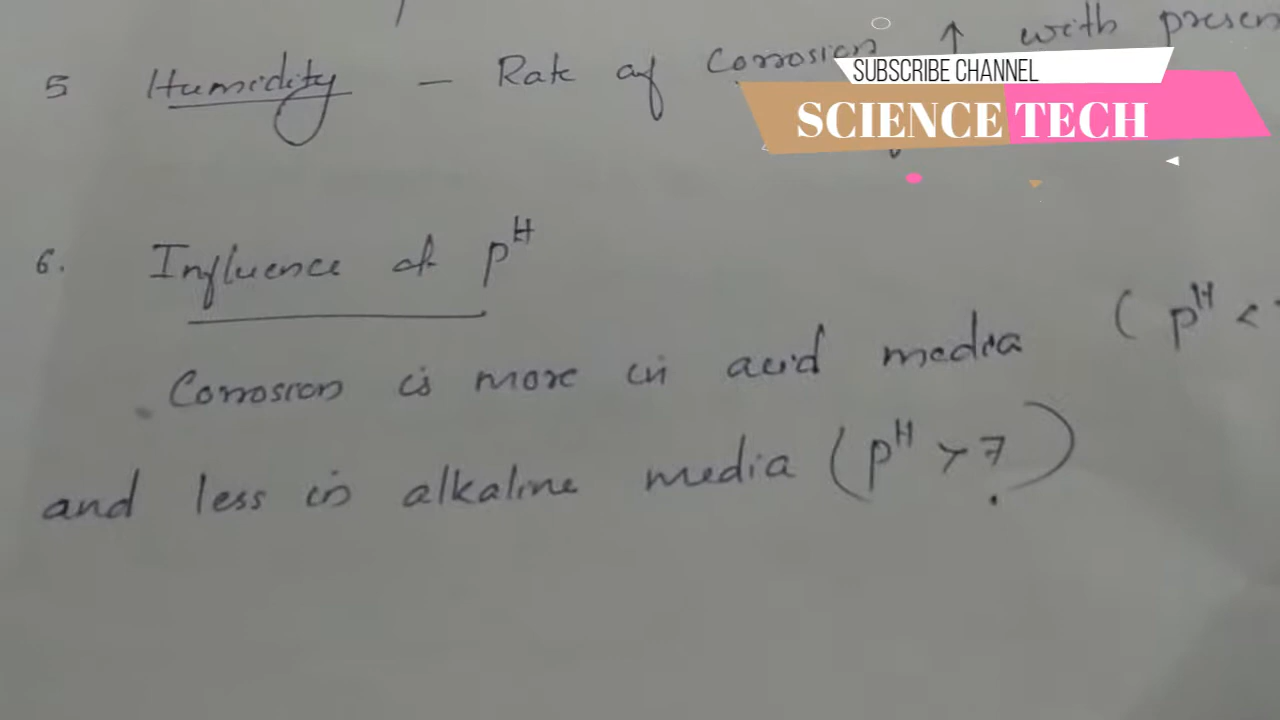 5 Humidity — Rate of Corrosion ↑ with presen
SUBSCRIBE CHANNEL
SCIENCE TECH
6. Influence of pH
Corrosion is more in acid media ( pH <
and less in alkaline media (pH > 7)